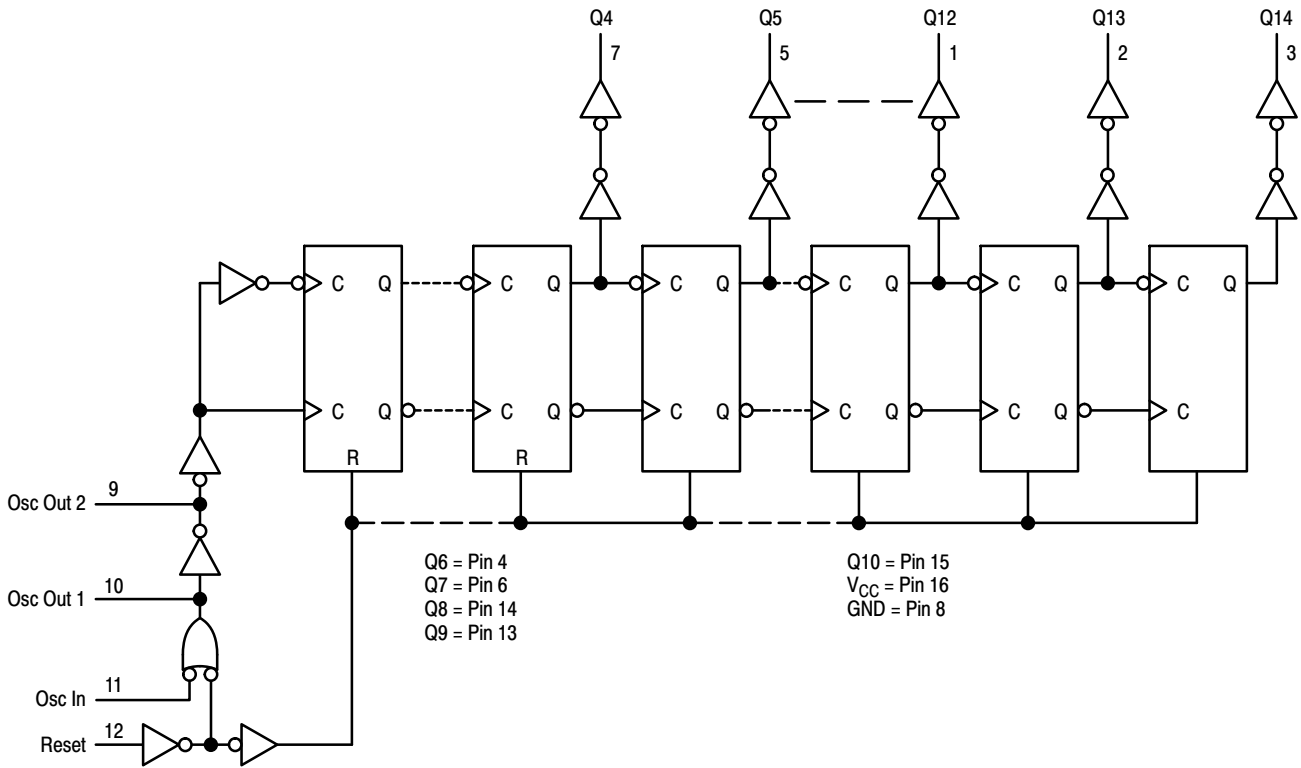 Q4 Q5 Q12 Q13 Q14
7 5 1 2 3
C Q C Q C Q C Q C Q C Q
C Q C Q C Q C Q C Q C
R R
Osc Out 2 9
Osc Out 1 10
Osc In 11
Reset 12
Q6 = Pin 4
Q7 = Pin 6
Q8 = Pin 14
Q9 = Pin 13
Q10 = Pin 15
VCC = Pin 16
GND = Pin 8